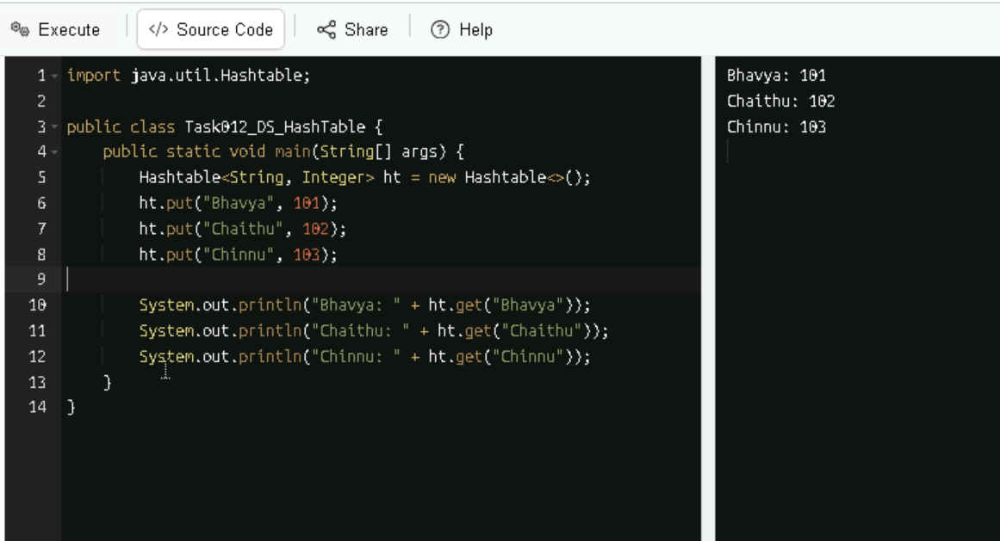 Execute </> Source Code Share Help
1 import java.util.Hashtable;
2
3 public class Task012_DS_HashTable {
4 public static void main(String[] args) {
5 Hashtable<String, Integer> ht = new Hashtable<>();
6 ht.put("Bhavya", 101);
7 ht.put("Chaithu", 102);
8 ht.put("Chinnu", 103);
9
10 System.out.println("Bhavya: " + ht.get("Bhavya"));
11 System.out.println("Chaithu: " + ht.get("Chaithu"));
12 System.out.println("Chinnu: " + ht.get("Chinnu"));
13 }
14 }
Bhavya: 101
Chaithu: 102
Chinnu: 103